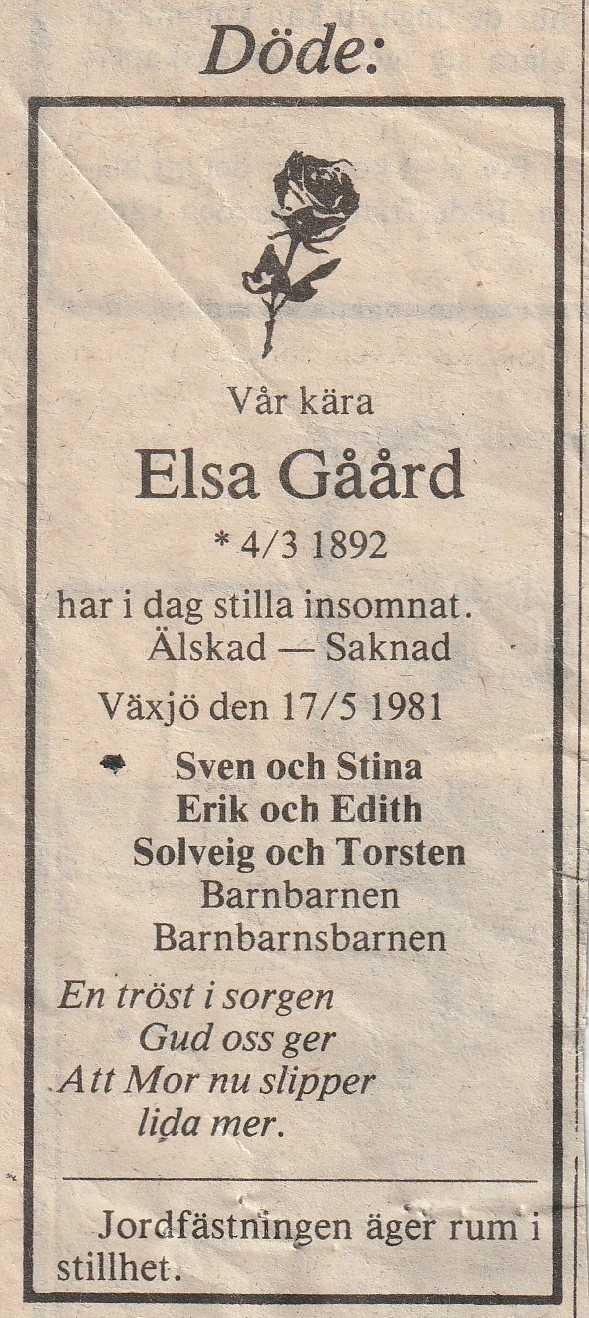 Döde:
Vår kära
Elsa Gåård
* 4/3 1892
har i dag stilla insomnat.
Älskad — Saknad
Växjö den 17/5 1981
Sven och Stina
Erik och Edith
Solveig och Torsten
Barnbarnen
Barnbarnsbarnen
En tröst i sorgen
Gud oss ger
Att Mor nu slipper
lida mer.
Jordfästningen äger rum i
stillhet.